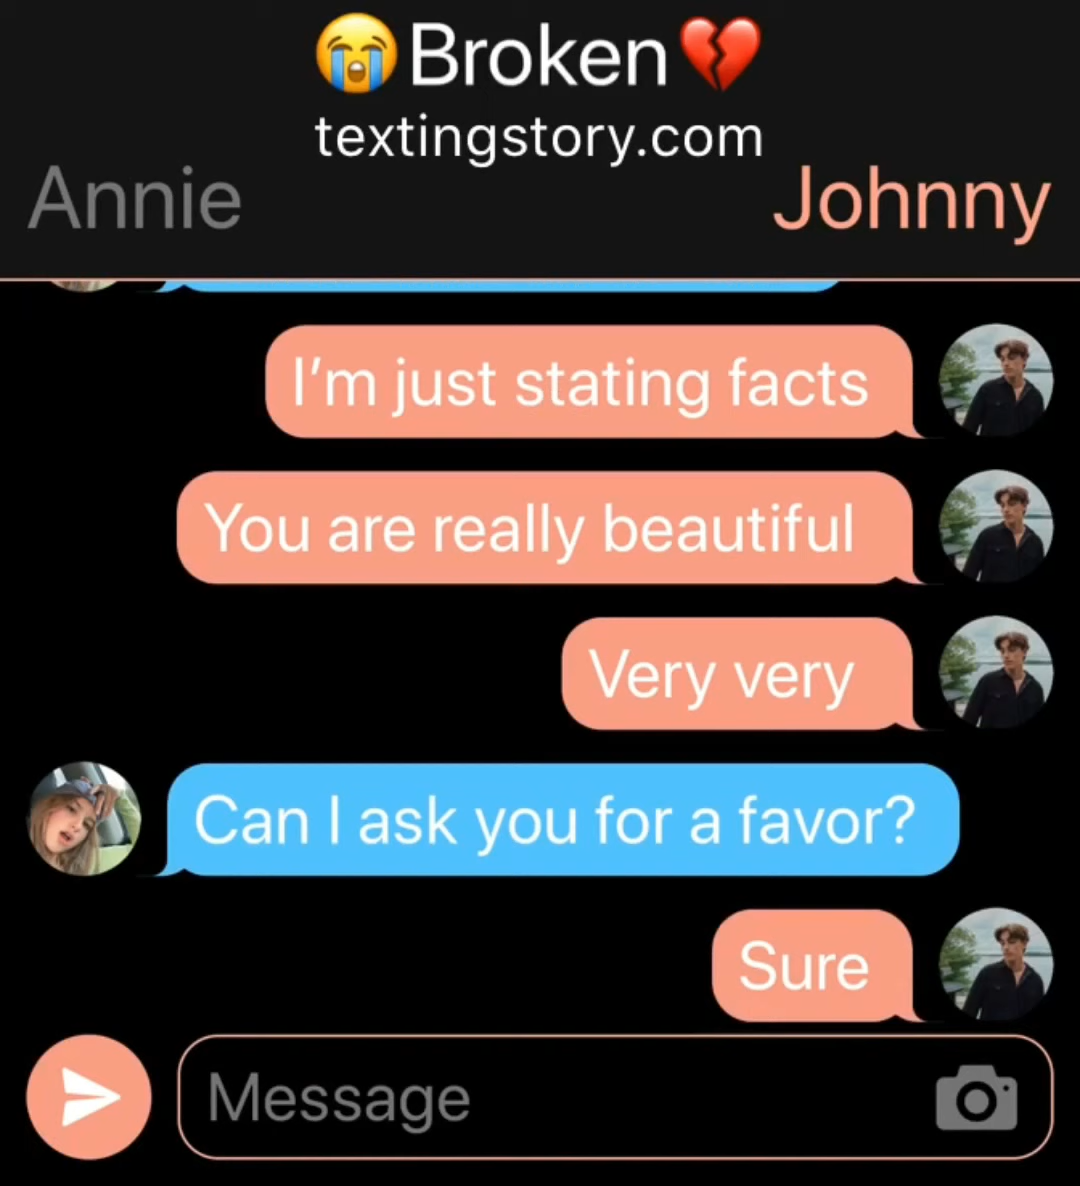 😭Broken💔
textingstory.com
Annie
Johnny
I’m just stating facts
You are really beautiful
Very very
Can I ask you for a favor?
Sure
Message